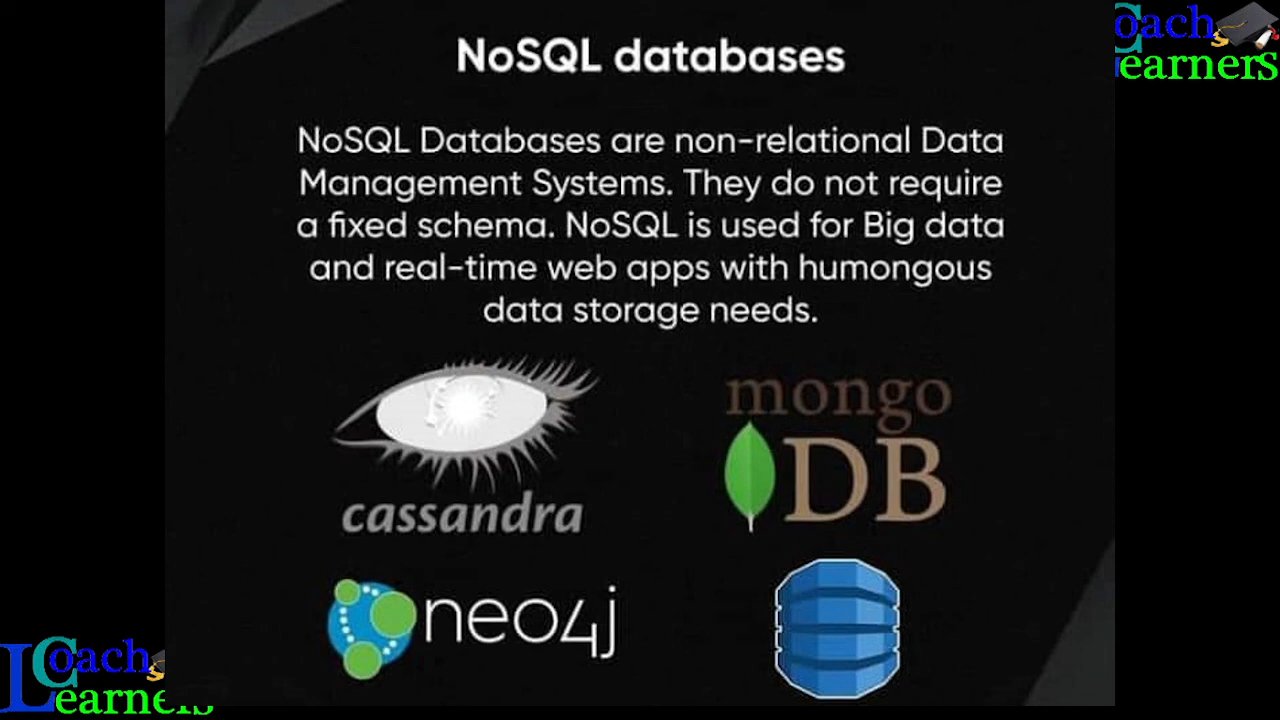 Coach
Learners
NoSQL databases
NoSQL Databases are non-relational Data
Management Systems. They do not require
a fixed schema. NoSQL is used for Big data
and real-time web apps with humongous
data storage needs.
cassandra
mongo
DB
neo4j
Coach
Learners